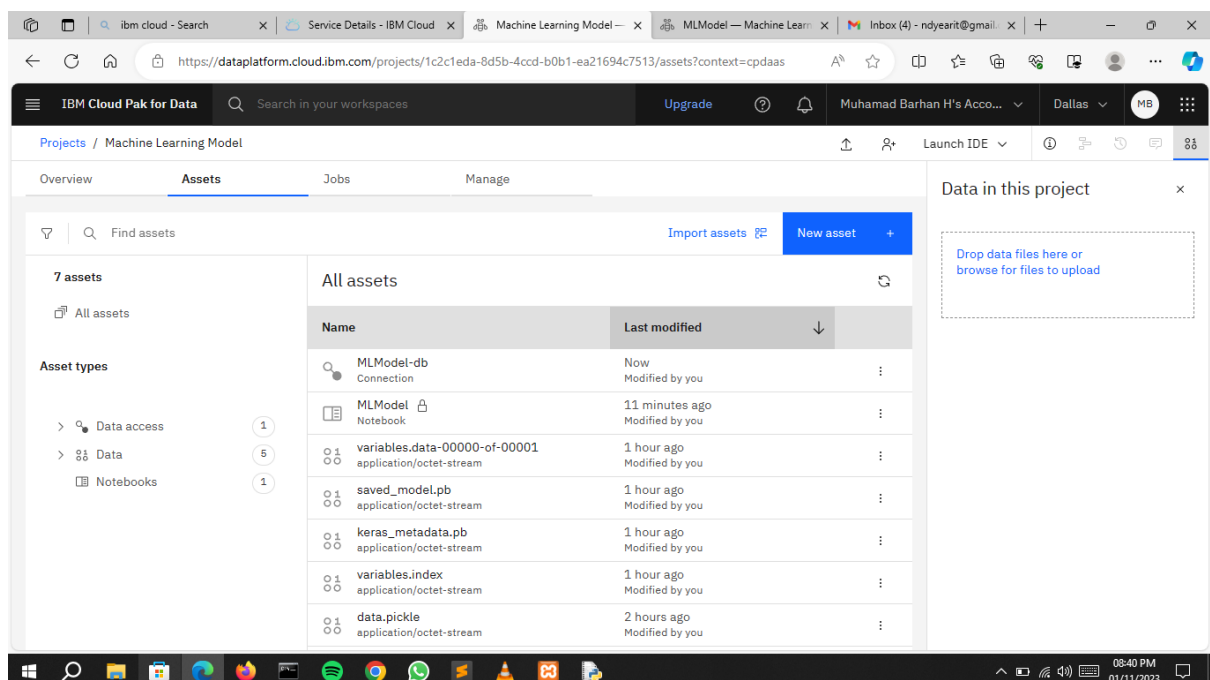 ibm cloud - Search
Service Details - IBM Cloud
Machine Learning Model —
MLModel — Machine Learn
Inbox (4) - ndyearit@gmail.
https://dataplatform.cloud.ibm.com/projects/1c2c1eda-8d5b-4ccd-b0b1-ea21694c7513/assets?context=cpdaas
IBM Cloud Pak for Data
Search in your workspaces
Upgrade
Muhamad Barhan H's Acco...
Dallas
MB
Projects / Machine Learning Model
Launch IDE
Overview
Assets
Jobs
Manage
Data in this project
Find assets
Import assets
New asset +
Drop data files here or
browse for files to upload
7 assets
All assets
All assets
Name
Last modified
Asset types
Data access 1
Data 5
Notebooks 1
MLModel-db
Connection
Now
Modified by you
MLModel
Notebook
11 minutes ago
Modified by you
variables.data-00000-of-00001
application/octet-stream
1 hour ago
Modified by you
saved_model.pb
application/octet-stream
1 hour ago
Modified by you
keras_metadata.pb
application/octet-stream
1 hour ago
Modified by you
variables.index
application/octet-stream
1 hour ago
Modified by you
data.pickle
application/octet-stream
2 hours ago
Modified by you
08:40 PM
01/11/2023